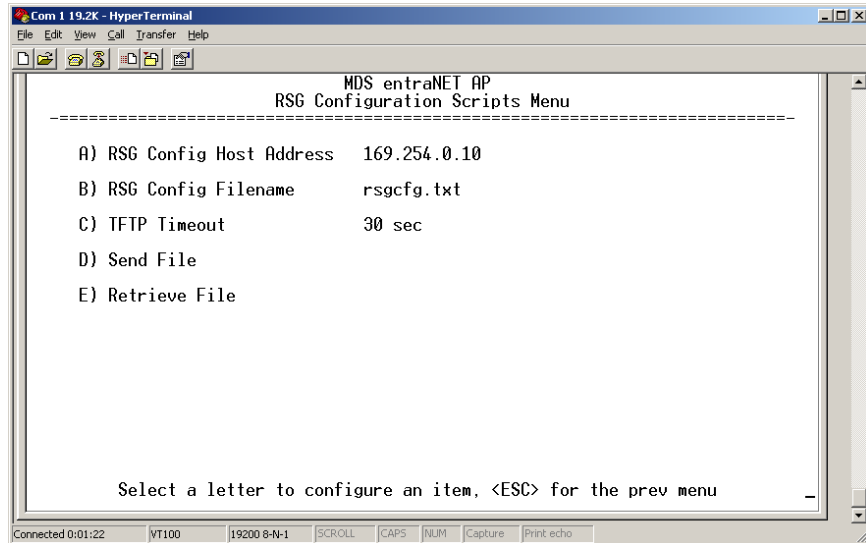 Com 1 19.2K - HyperTerminal
File Edit View Call Transfer Help
MDS entraNET AP
RSG Configuration Scripts Menu
-==========================================================================-
A) RSG Config Host Address 169.254.0.10
B) RSG Config Filename rsgcfg.txt
C) TFTP Timeout 30 sec
D) Send File
E) Retrieve File
Select a letter to configure an item, <ESC> for the prev menu _
Connected 0:01:22 VT100 19200 8-N-1 SCROLL CAPS NUM Capture Print echo